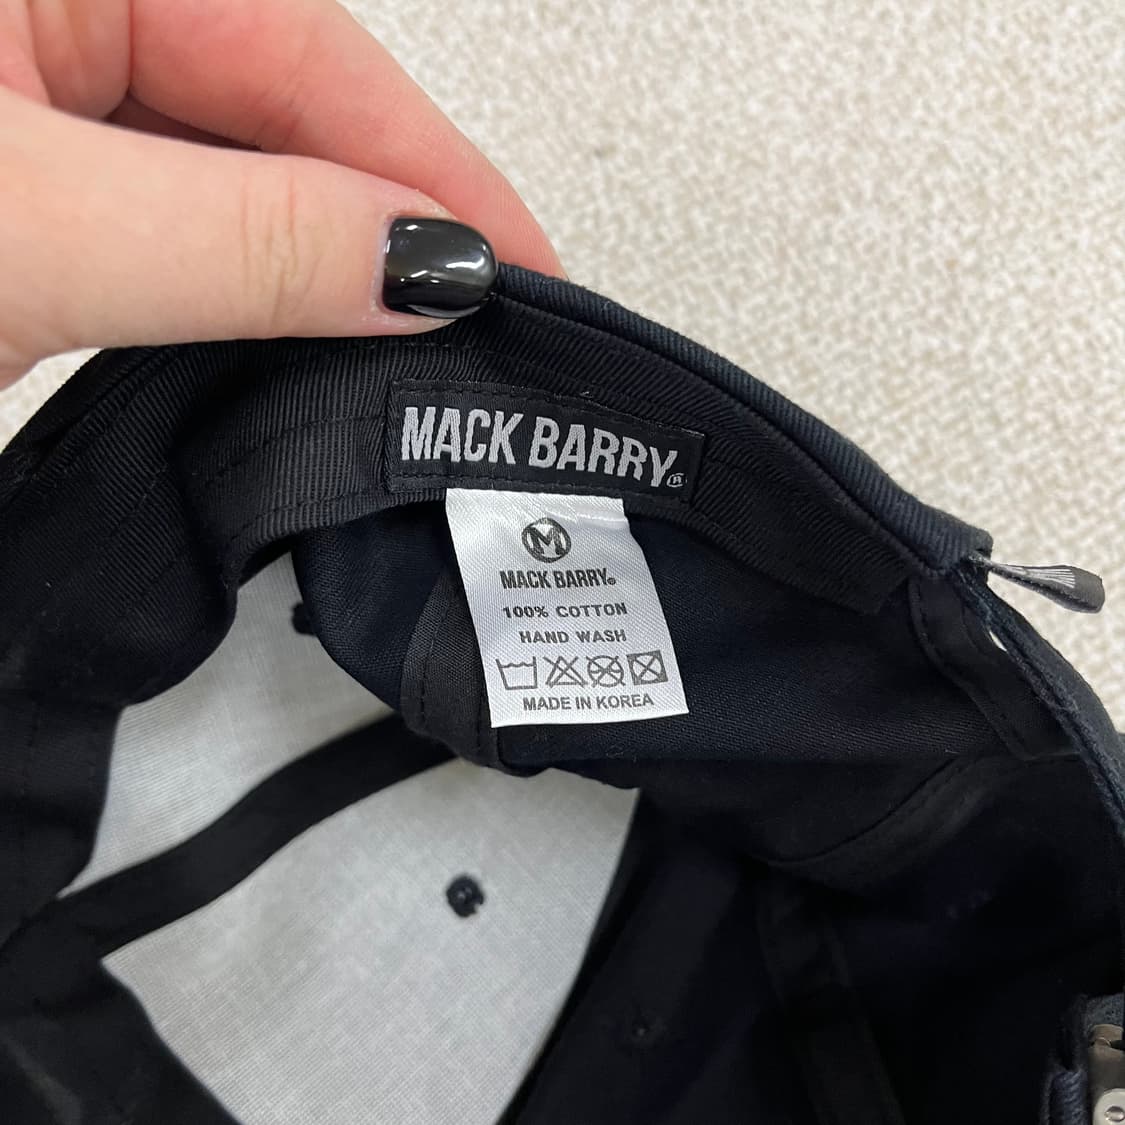 MACK BARRY®
M
MACK BARRY®
100% COTTON
HAND WASH
MADE IN KOREA